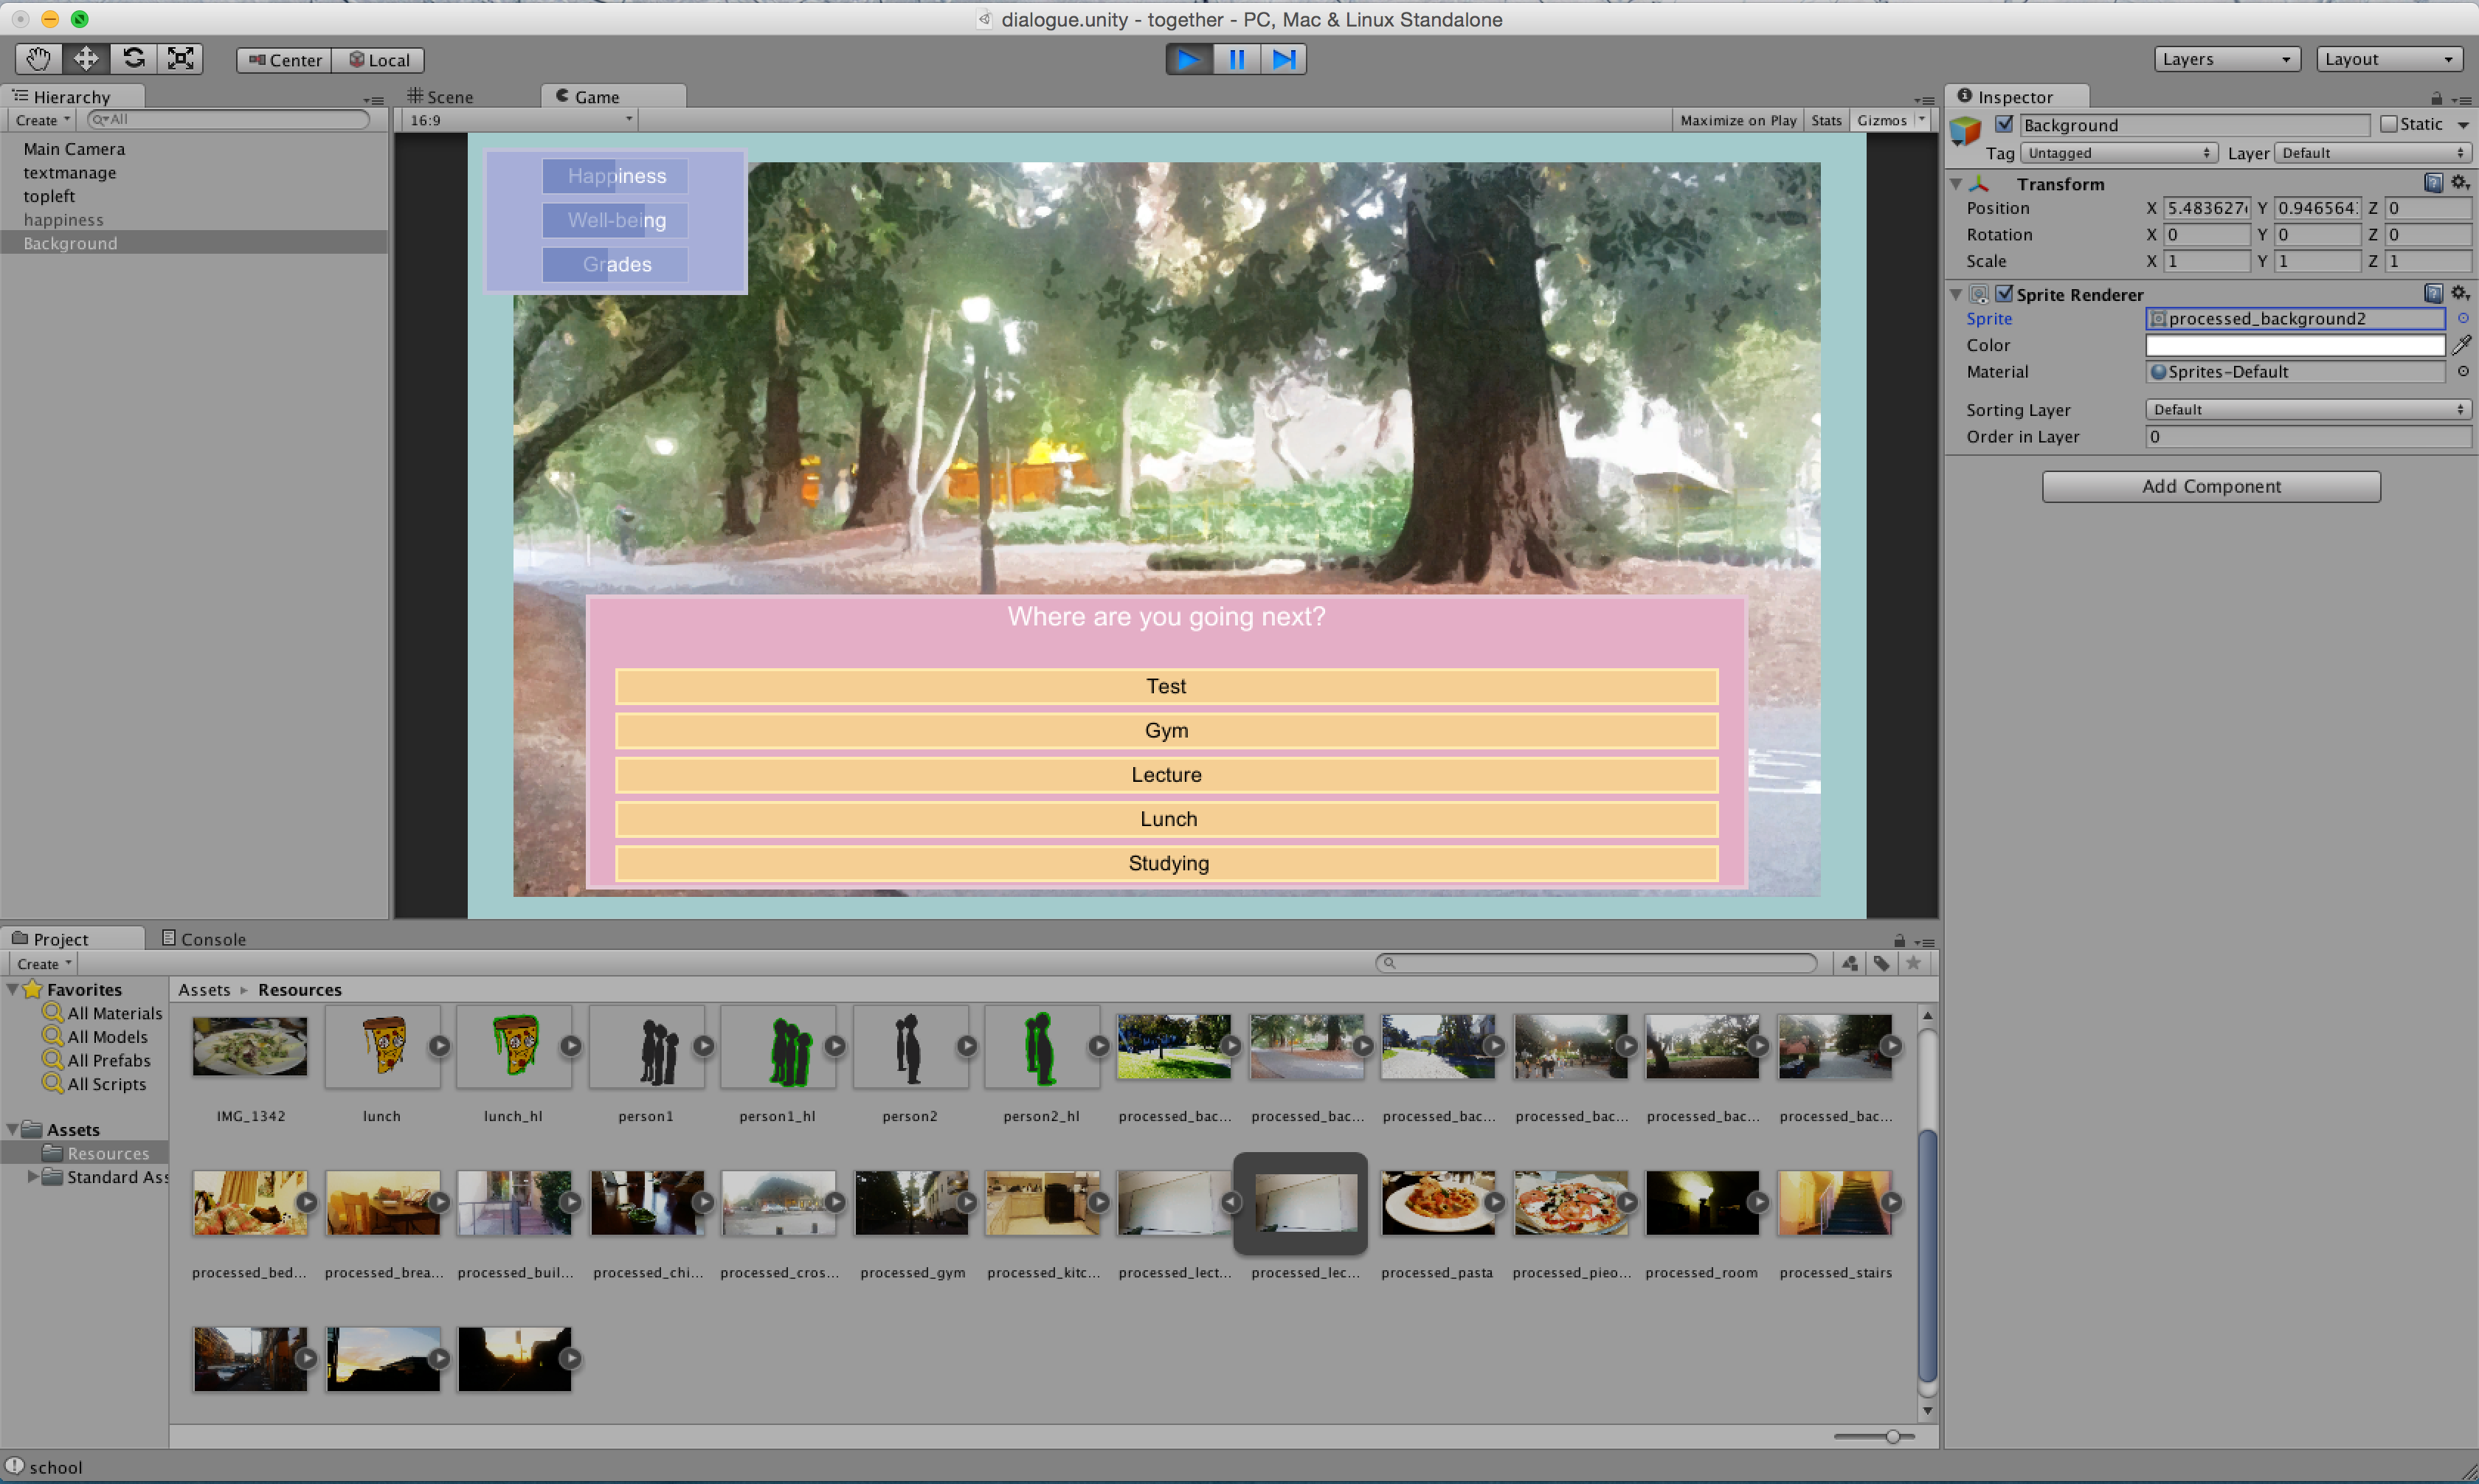 dialogue.unity - together - PC, Mac & Linux Standalone
Center Local
Layers Layout
Hierarchy
Create All
Main Camera
textmanage
topleft
happiness
Background
Scene Game
16:9 Maximize on Play Stats Gizmos
Happiness
Well-being
Grades
Where are you going next?
Test
Gym
Lecture
Lunch
Studying
Inspector
Background Static
Tag Untagged Layer Default
Transform
Position X 5.483627 Y 0.946564 Z 0
Rotation X 0 Y 0 Z 0
Scale X 1 Y 1 Z 1
Sprite Renderer
Sprite processed_background2
Color
Material Sprites-Default
Sorting Layer Default
Order in Layer 0
Add Component
Project Console
Create
Favorites
All Materials
All Models
All Prefabs
All Scripts
Assets
Resources
Standard Ass
Assets Resources
IMG_1342 lunch lunch_hl person1 person1_hl person2 person2_hl processed_bac... processed_bac... processed_bac... processed_bac... processed_bac... processed_bac...
processed_bed... processed_brea... processed_buil... processed_chi... processed_cros... processed_gym processed_kitc... processed_lect... processed_lec... processed_pasta processed_pieo... processed_room processed_stairs
school